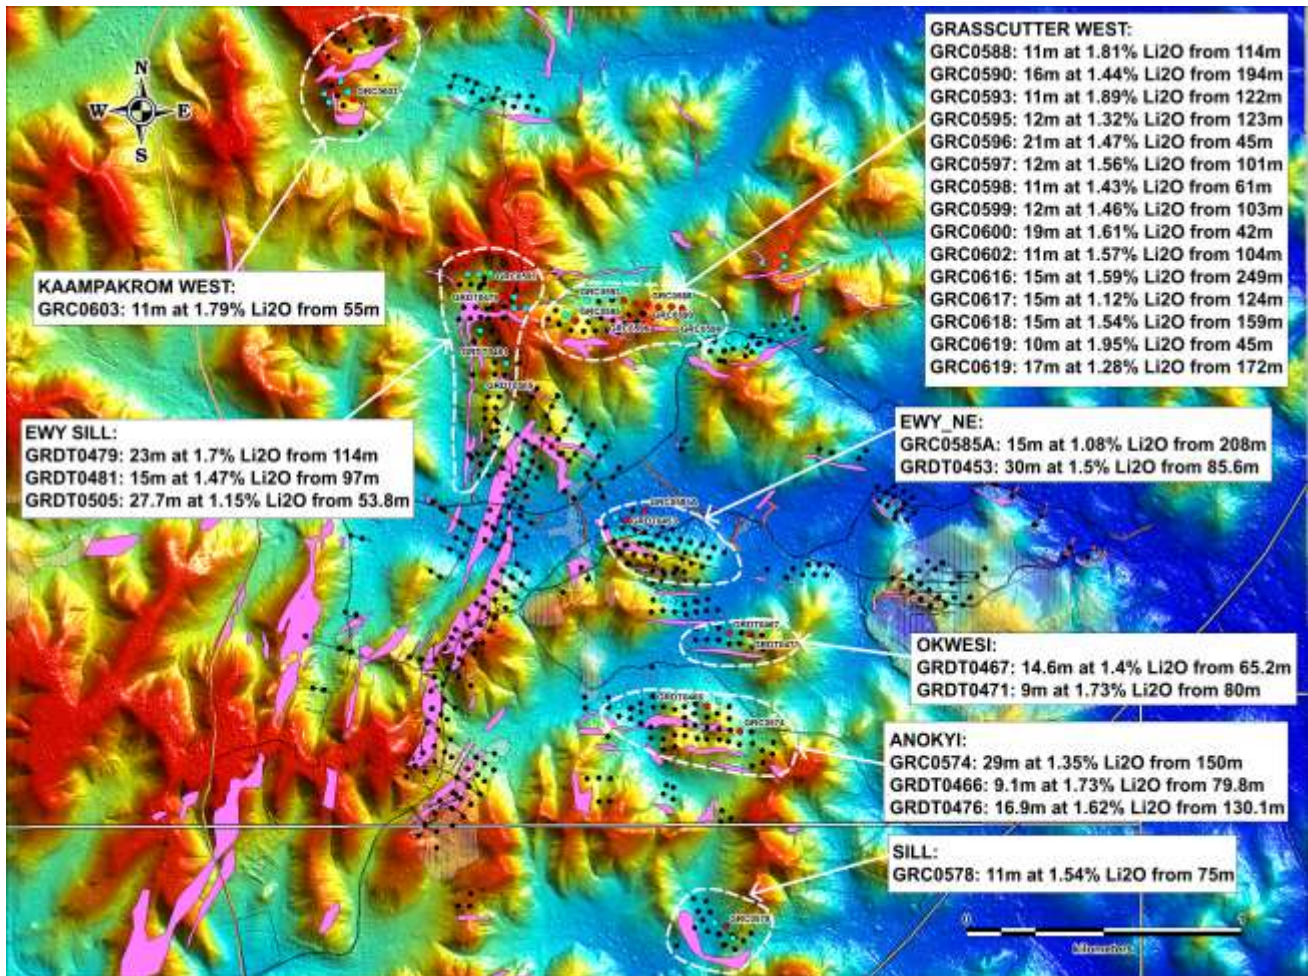 N
W E
S
GRASSCUTTER WEST:
GRC0588: 11m at 1.81% Li2O from 114m
GRC0590: 16m at 1.44% Li2O from 194m
GRC0593: 11m at 1.89% Li2O from 122m
GRC0595: 12m at 1.32% Li2O from 123m
GRC0596: 21m at 1.47% Li2O from 45m
GRC0597: 12m at 1.56% Li2O from 101m
GRC0598: 11m at 1.43% Li2O from 61m
GRC0599: 12m at 1.46% Li2O from 103m
GRC0600: 19m at 1.61% Li2O from 42m
GRC0602: 11m at 1.57% Li2O from 104m
GRC0616: 15m at 1.59% Li2O from 249m
GRC0617: 15m at 1.12% Li2O from 124m
GRC0618: 15m at 1.54% Li2O from 159m
GRC0619: 10m at 1.95% Li2O from 45m
GRC0619: 17m at 1.28% Li2O from 172m
GRC0603
KAAMPAKROM WEST:
GRC0603: 11m at 1.79% Li2O from 55m
GRDT0479
GRDT0481
EWY SILL:
GRDT0479: 23m at 1.7% Li2O from 114m
GRDT0481: 15m at 1.47% Li2O from 97m
GRDT0505: 27.7m at 1.15% Li2O from 53.8m
EWY_NE:
GRC0585A: 15m at 1.08% Li2O from 208m
GRDT0453: 30m at 1.5% Li2O from 85.6m
GRC0585A
GRDT0453
GRDT0467
GRDT0471
OKWESI:
GRDT0467: 14.6m at 1.4% Li2O from 65.2m
GRDT0471: 9m at 1.73% Li2O from 80m
GRDT0466
GRC0574
ANOKYI:
GRC0574: 29m at 1.35% Li2O from 150m
GRDT0466: 9.1m at 1.73% Li2O from 79.8m
GRDT0476: 16.9m at 1.62% Li2O from 130.1m
SILL:
GRC0578: 11m at 1.54% Li2O from 75m
GRC0578
0 1
kilometers